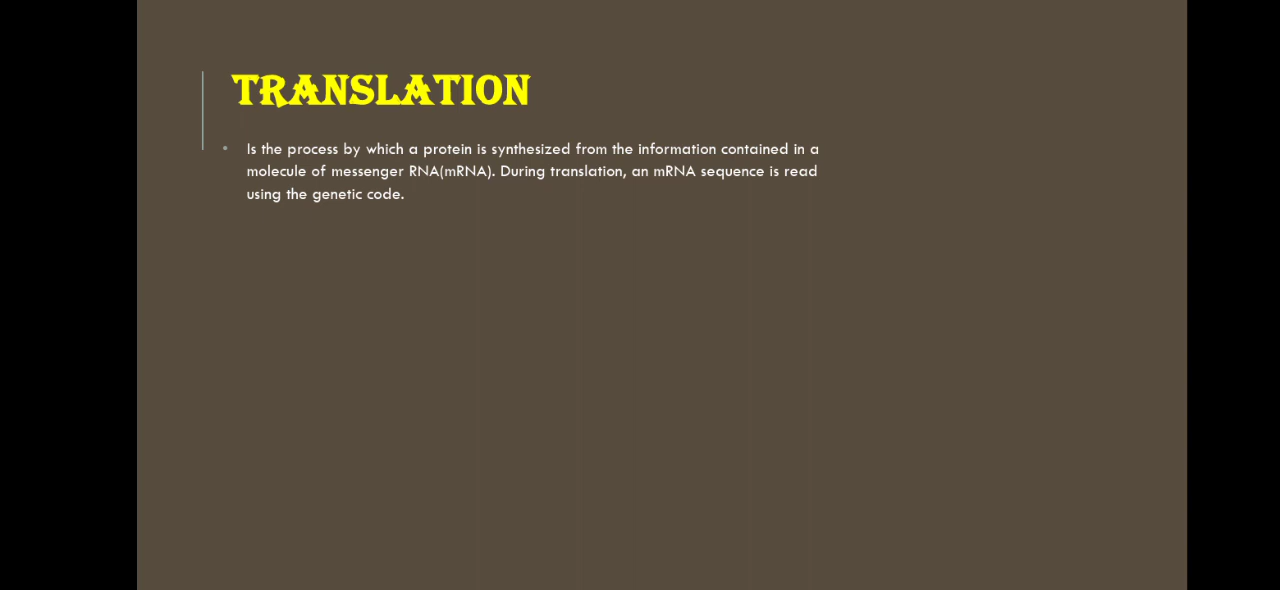 TRANSLATION
• Is the process by which a protein is synthesized from the information contained in a
molecule of messenger RNA(mRNA). During translation, an mRNA sequence is read
using the genetic code.